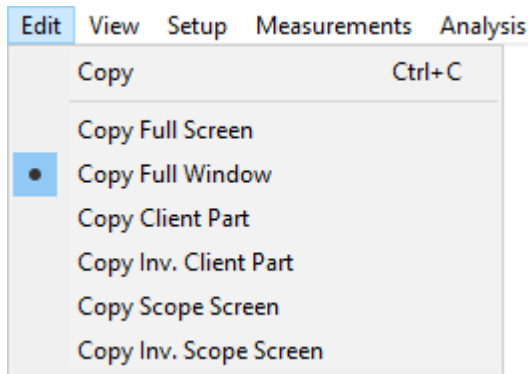 Edit View Setup Measurements Analysis
Copy Ctrl+C
Copy Full Screen
Copy Full Window
Copy Client Part
Copy Inv. Client Part
Copy Scope Screen
Copy Inv. Scope Screen